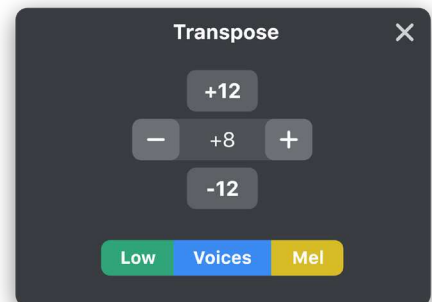 Transpose
+12
− +8 +
-12
Low Voices Mel